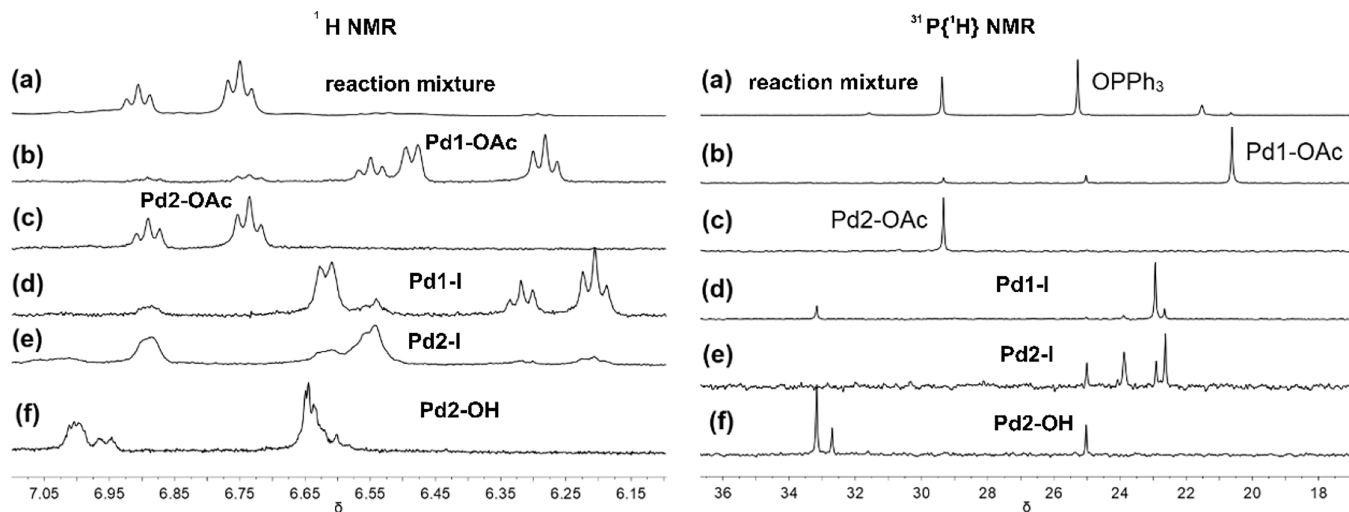 ¹H NMR
(a)
reaction mixture
(b)
Pd1-OAc
(c)
Pd2-OAc
(d)
Pd1-I
(e)
Pd2-I
(f)
Pd2-OH
7.05 6.95 6.85 6.75 6.65 6.55 6.45 6.35 6.25 6.15
δ
³¹P{¹H} NMR
(a)
reaction mixture
OPPh₃
(b)
Pd1-OAc
(c)
Pd2-OAc
(d)
Pd1-I
(e)
Pd2-I
(f)
Pd2-OH
36 34 32 30 28 26 24 22 20 18
δ